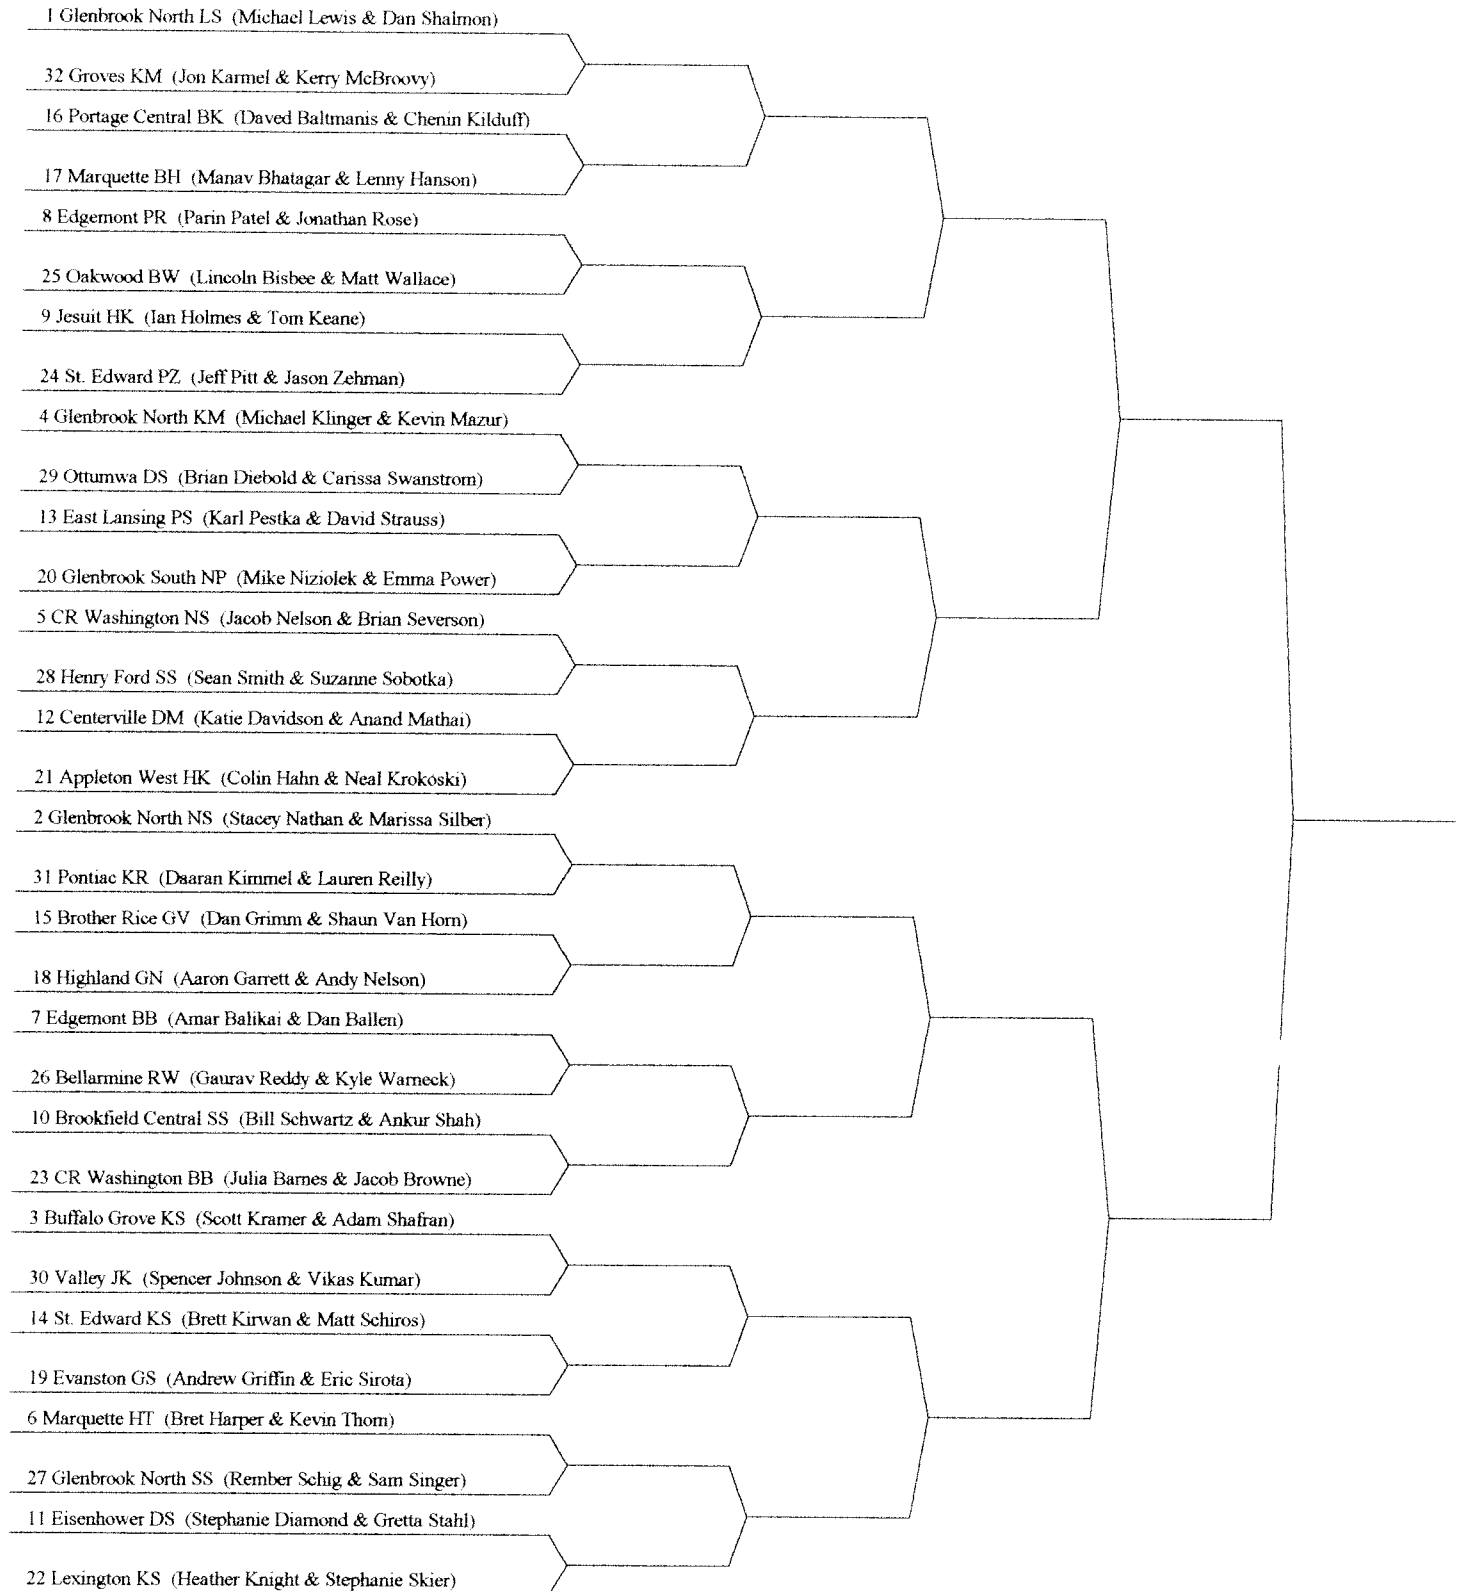 1 Glenbrook North LS (Michael Lewis & Dan Shalmon)
32 Groves KM (Jon Karmel & Kerry McBroovy)
16 Portage Central BK (Daved Baltmanis & Chenin Kilduff)
17 Marquette BH (Manav Bhatagar & Lenny Hanson)
8 Edgemont PR (Parin Patel & Jonathan Rose)
25 Oakwood BW (Lincoln Bisbee & Matt Wallace)
9 Jesuit HK (Ian Holmes & Tom Keane)
24 St. Edward PZ (Jeff Pitt & Jason Zehman)
4 Glenbrook North KM (Michael Klinger & Kevin Mazur)
29 Ottumwa DS (Brian Diebold & Carissa Swanstrom)
13 East Lansing PS (Karl Pestka & David Strauss)
20 Glenbrook South NP (Mike Niziolek & Emma Power)
5 CR Washington NS (Jacob Nelson & Brian Severson)
28 Henry Ford SS (Sean Smith & Suzanne Sobotka)
12 Centerville DM (Katie Davidson & Anand Mathai)
21 Appleton West HK (Colin Hahn & Neal Krokoski)
2 Glenbrook North NS (Stacey Nathan & Marissa Silber)
31 Pontiac KR (Daaran Kimmel & Lauren Reilly)
15 Brother Rice GV (Dan Grimm & Shaun Van Horn)
18 Highland GN (Aaron Garrett & Andy Nelson)
7 Edgemont BB (Amar Balikai & Dan Ballen)
26 Bellarmine RW (Gaurav Reddy & Kyle Warneck)
10 Brookfield Central SS (Bill Schwartz & Ankur Shah)
23 CR Washington BB (Julia Barnes & Jacob Browne)
3 Buffalo Grove KS (Scott Kramer & Adam Shafran)
30 Valley JK (Spencer Johnson & Vikas Kumar)
14 St. Edward KS (Brett Kirwan & Matt Schiros)
19 Evanston GS (Andrew Griffin & Eric Sirota)
6 Marquette HT (Bret Harper & Kevin Thom)
27 Glenbrook North SS (Rember Schig & Sam Singer)
11 Eisenhower DS (Stephanie Diamond & Gretta Stahl)
22 Lexington KS (Heather Knight & Stephanie Skier)